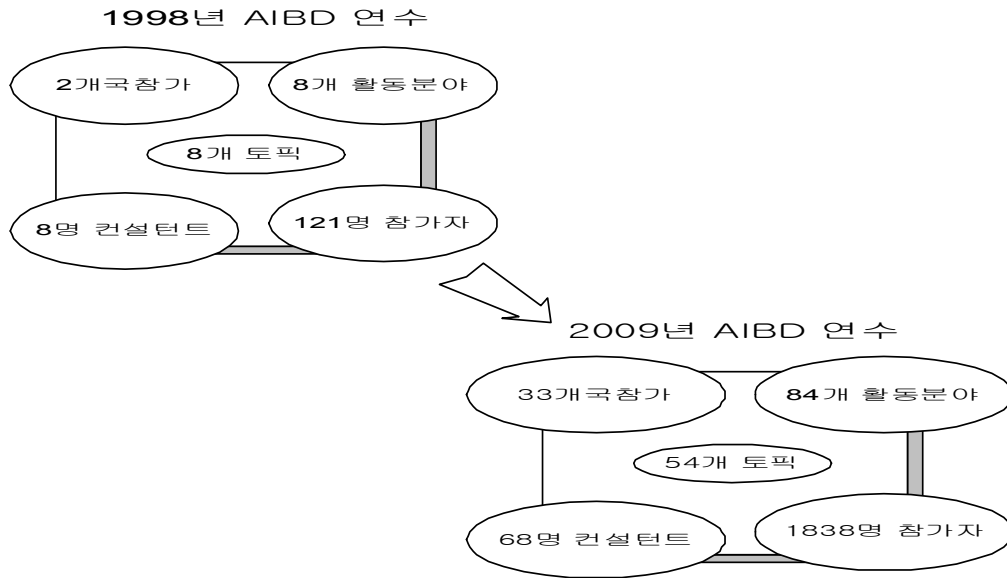 1998년 AIBD 연수
2개국참가
8개 활동분야
8개 토픽
8명 컨설턴트
121명 참가자
2009년 AIBD 연수
33개국참가
84개 활동분야
54개 토픽
68명 컨설턴트
1838명 참가자